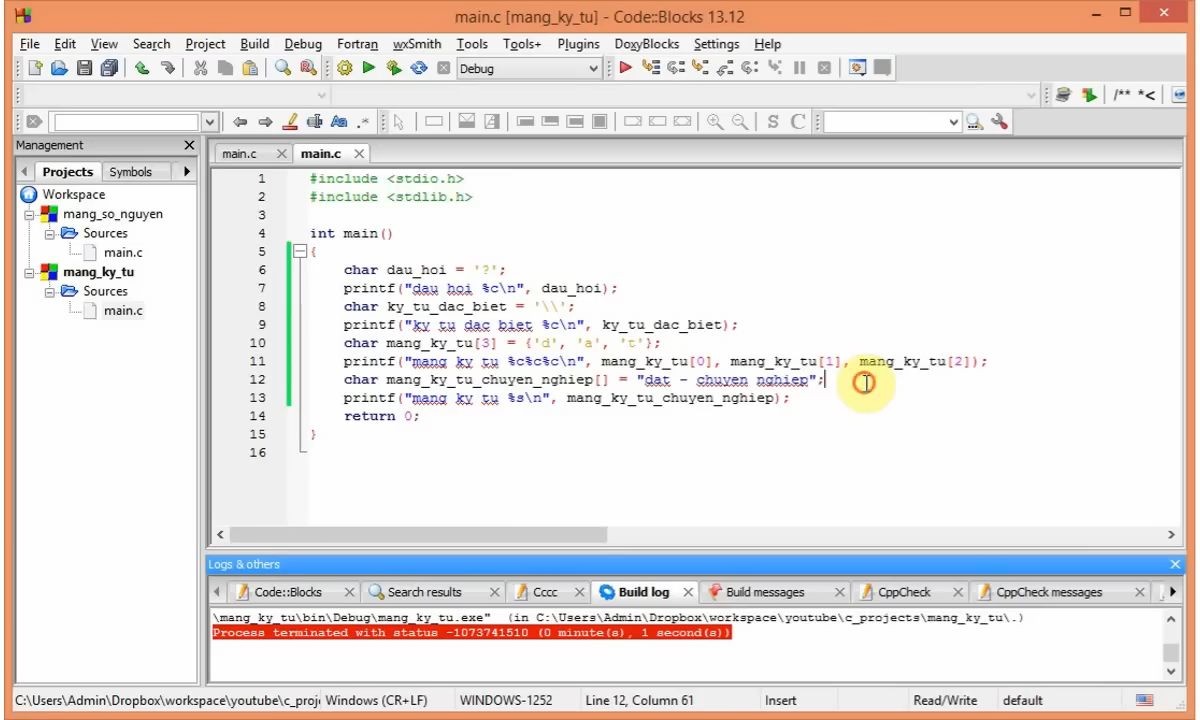 main.c [mang_ky_tu] - Code::Blocks 13.12
File Edit View Search Project Build Debug Fortran wxSmith Tools Tools+ Plugins DoxyBlocks Settings Help
Debug
/** *<
Aa .* S C
Management
main.c main.c
Projects Symbols
Workspace
mang_so_nguyen
Sources
main.c
mang_ky_tu
Sources
main.c
1 #include <stdio.h>
2 #include <stdlib.h>
3
4 int main()
5 {
6 char dau_hoi = '?';
7 printf("dau hoi %c\n", dau_hoi);
8 char ky_tu_dac_biet = '\\';
9 printf("ky tu dac biet %c\n", ky_tu_dac_biet);
10 char mang_ky_tu[3] = {'d', 'a', 't'};
11 printf("mang ky tu %c%c%c\n", mang_ky_tu[0], mang_ky_tu[1], mang_ky_tu[2]);
12 char mang_ky_tu_chuyen_nghiep[] = "dat - chuyen nghiep";
13 printf("mang ky tu %s\n", mang_ky_tu_chuyen_nghiep);
14 return 0;
15 }
16
Logs & others
Code::Blocks Search results Cccc Build log Build messages CppCheck CppCheck messages
\mang_ky_tu\bin\Debug\mang_ky_tu.exe" (in C:\Users\Admin\Dropbox\workspace\youtube\c_projects\mang_ky_tu\.)
Process terminated with status -1073741510 (0 minute(s), 1 second(s))
C:\Users\Admin\Dropbox\workspace\youtube\c_proj Windows (CR+LF) WINDOWS-1252 Line 12, Column 61 Insert Read/Write default